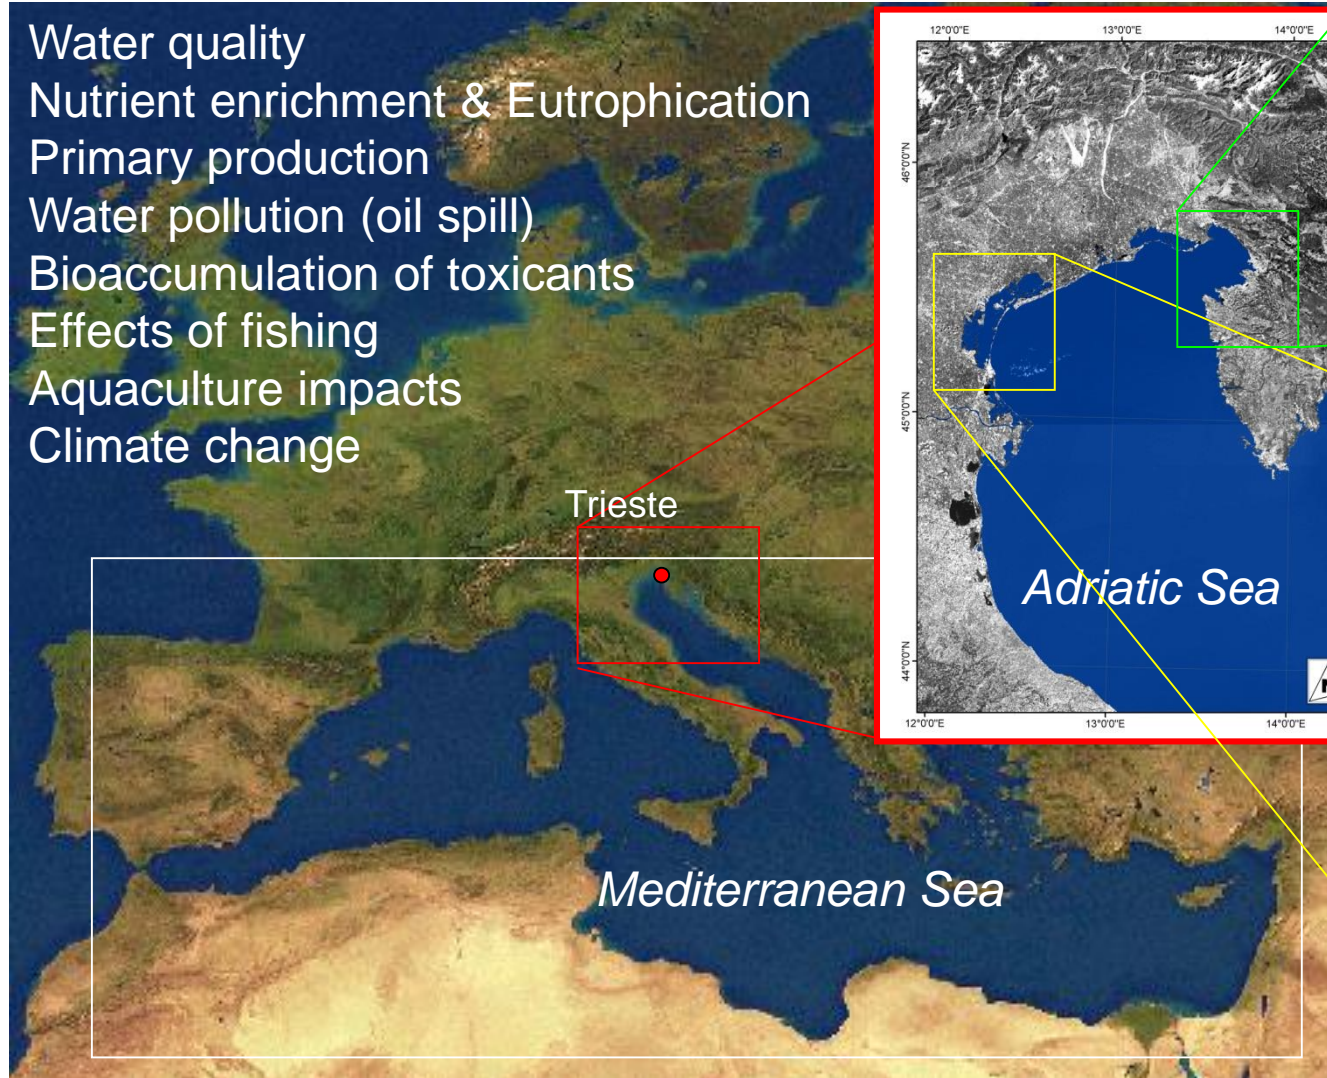 Water quality
Nutrient enrichment & Eutrophication
Primary production
Water pollution (oil spill)
Bioaccumulation of toxicants
Effects of fishing
Aquaculture impacts
Climate change
Trieste
Mediterranean Sea
12°0'0"E 13°0'0"E 14°0'0"
46°0'0"N
45°0'0"N
44°0'0"N
Adriatic Sea
N
12°0'0"E 13°0'0"E 14°0'0"E